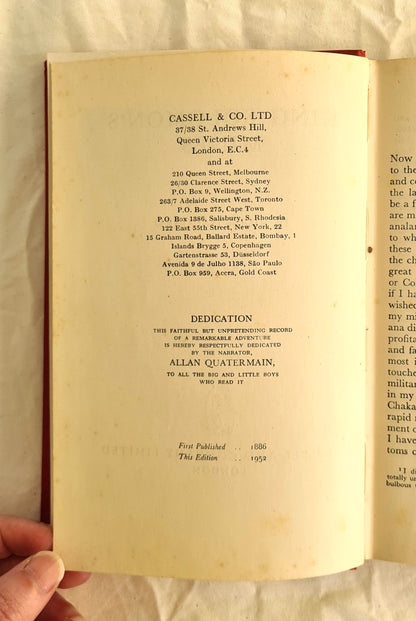 CASSELL & CO. LTD
37/38 St. Andrews Hill,
Queen Victoria Street,
London, E.C.4
and at
210 Queen Street, Melbourne
26/30 Clarence Street, Sydney
P.O. Box 9, Wellington, N.Z.
263/7 Adelaide Street West, Toronto
P.O. Box 275, Cape Town
P.O. Box 1386, Salisbury, S. Rhodesia
122 East 55th Street, New York, 22
15 Graham Road, Ballard Estate, Bombay, 1
Islands Brygge 5, Copenhagen
Gartenstrasse 53, Düsseldorf
Avenida 9 de Julho 1138, São Paulo
P.O. Box 959, Accra, Gold Coast
DEDICATION
THIS FAITHFUL BUT UNPRETENDING RECORD
OF A REMARKABLE ADVENTURE
IS HEREBY RESPECTFULLY DEDICATED
BY THE NARRATOR,
ALLAN QUATERMAIN,
TO ALL THE BIG AND LITTLE BOYS
WHO READ IT
First Published .. 1886
This Edition .. 1952
Now
to the
and co
the la
be a f
are m
analar
to wh
these
the ch
great
or Co
if I ha
wished
my mi
ana di
profita
and fa
most i
touche
militar
in my
Chaka
rapid s
ment o
I have
toms o
¹I di
totally un
bulbous